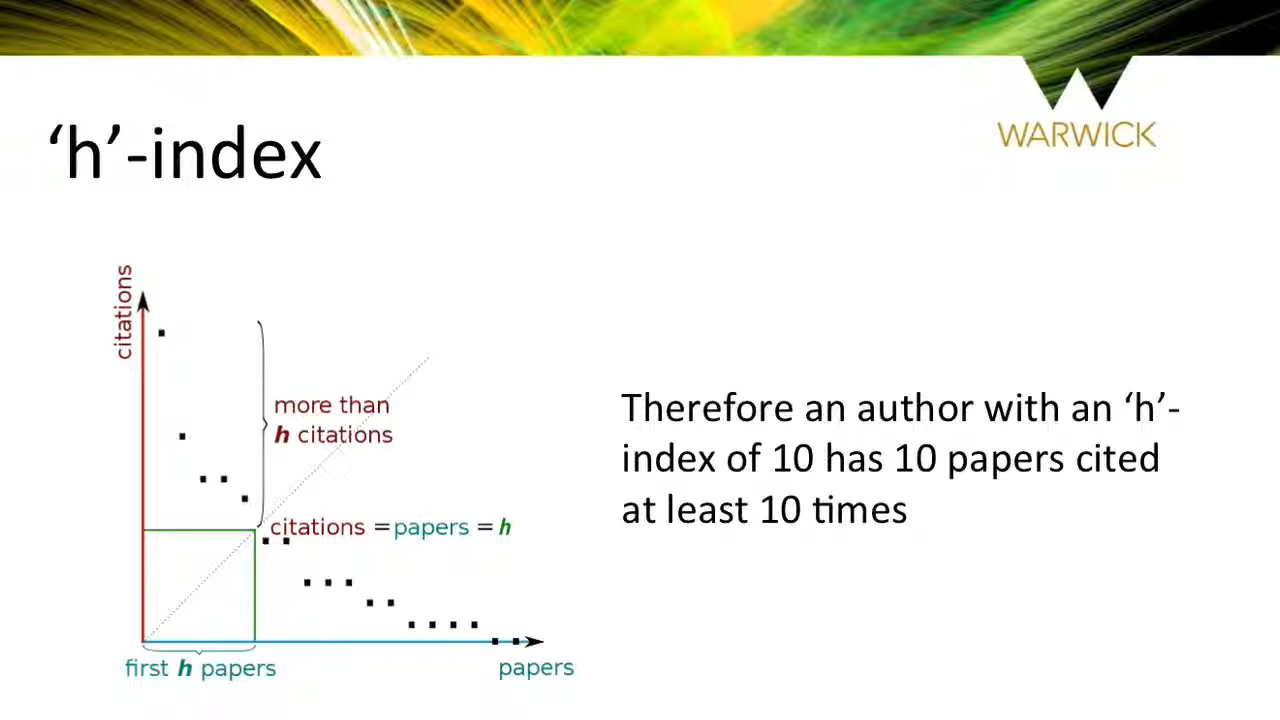 WARWICK
‘h’-index
citations
more than
h citations
citations = papers = h
first h papers
papers
Therefore an author with an ‘h’-
index of 10 has 10 papers cited
at least 10 times